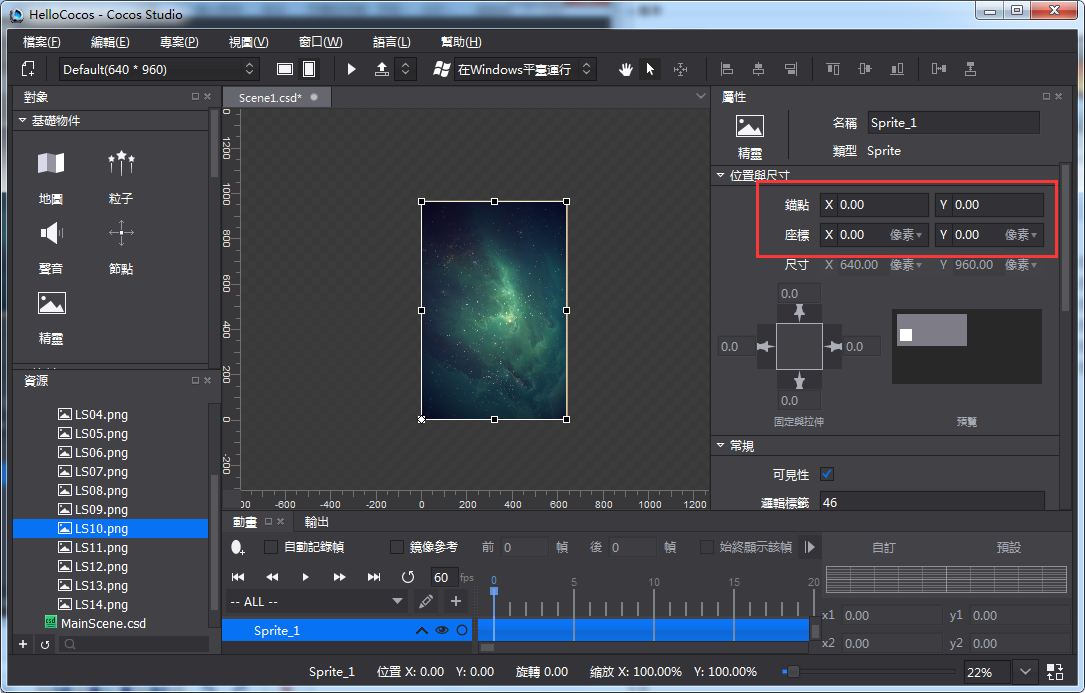 HelloCocos - Cocos Studio
檔案(F) 編輯(E) 專案(P) 視圖(V) 窗口(W) 語言(L) 幫助(H)
Default(640 * 960) 在Windows平臺運行
對象
基礎物件
地圖 粒子
聲音 節點
精靈
資源
LS04.png
LS05.png
LS06.png
LS07.png
LS08.png
LS09.png
LS10.png
LS11.png
LS12.png
LS13.png
LS14.png
csd MainScene.csd
Scene1.csd*
0
1200
1000
800
600
400
200
0
-200
00 -600 -400 -200 0 200 400 600 800 1000 1200
屬性
名稱 Sprite_1
精靈 類型 Sprite
位置與尺寸
錨點 X 0.00 Y 0.00
座標 X 0.00 像素 Y 0.00 像素
尺寸 X 640.00 像素 Y 960.00 像素
0.0
0.0 0.0
0.0
固定與拉伸 預覽
常規
可見性
邏輯標籤 46
動畫 輸出
自動記錄幀 鏡像參考 前 0 幀 後 0 幀 始終顯示該幀 自訂 預設
60 fps 0 5 10 15 20
-- ALL --
Sprite_1
x1 0.00 y1 0.00
x2 0.00 y2 0.00
Sprite_1 位置 X: 0.00 Y: 0.00 旋轉 0.00 縮放 X: 100.00% Y: 100.00% 22%